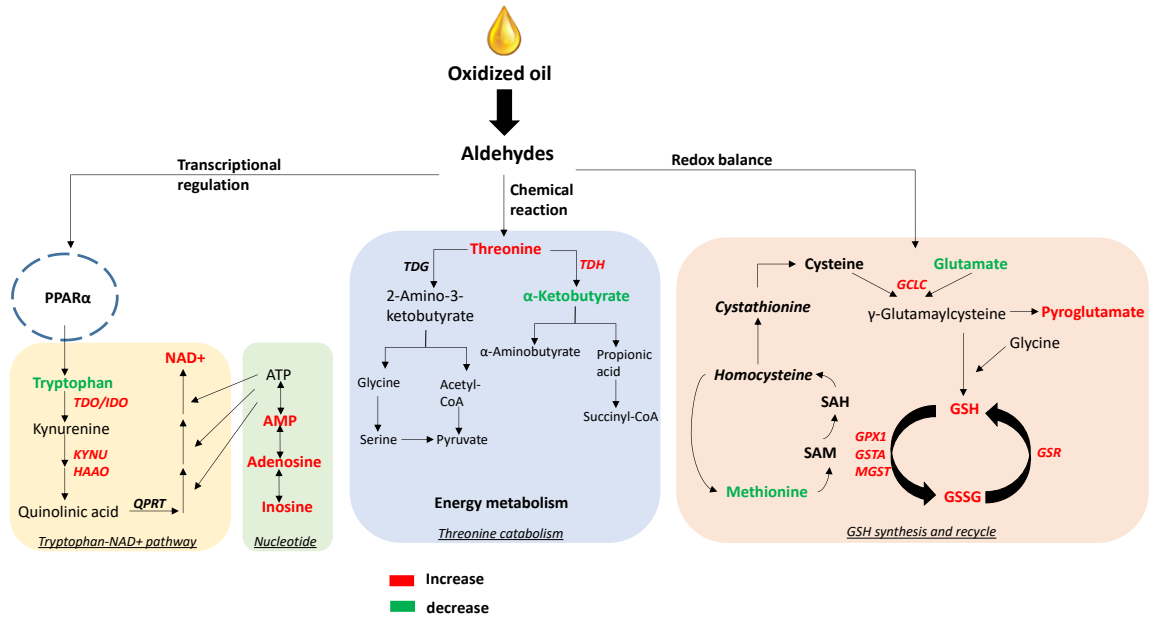 Oxidized oil
Aldehydes
Transcriptional
regulation
Chemical
reaction
Redox balance
PPARα
Tryptophan
TDO/IDO
Kynurenine
KYNU
HAAO
Quinolinic acid
QPRT
NAD+
Tryptophan-NAD+ pathway
ATP
AMP
Adenosine
Inosine
Nucleotide
Threonine
TDG
TDH
2-Amino-3-
ketobutyrate
α-Ketobutyrate
α-Aminobutyrate
Propionic
acid
Glycine
Acetyl-
CoA
Succinyl-CoA
Serine
Pyruvate
Energy metabolism
Threonine catabolism
Cysteine
Glutamate
GCLC
Cystathionine
γ-Glutamaylcysteine
Pyroglutamate
Glycine
Homocysteine
SAH
GSH
GPX1
GSTA
MGST
GSR
SAM
Methionine
GSSG
GSH synthesis and recycle
Increase
decrease